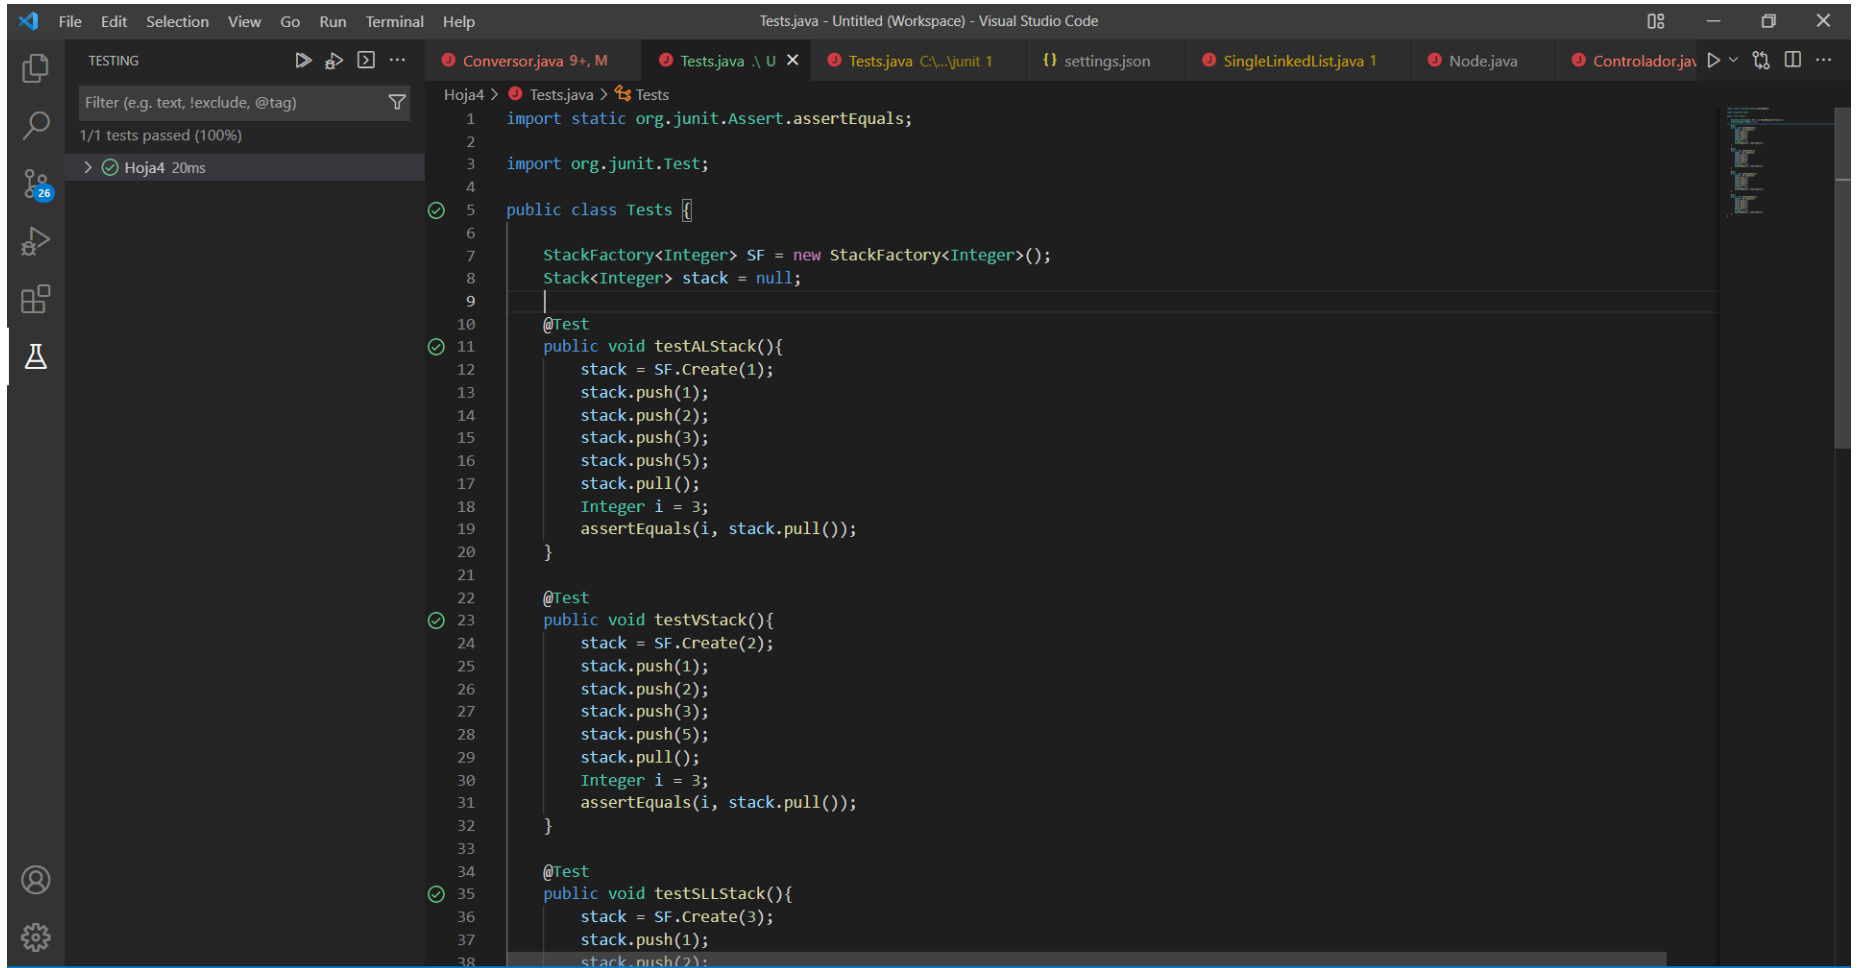 File Edit Selection View Go Run Terminal Help
Tests.java - Untitled (Workspace) - Visual Studio Code
TESTING
Conversor.java 9+, M
Tests.java .\ U
Tests.java C:\...\junit 1
{} settings.json
SingleLinkedList.java 1
Node.java
Controlador.jav
Filter (e.g. text, !exclude, @tag)
1/1 tests passed (100%)
Hoja4 20ms
26
Hoja4 > Tests.java > Tests
1 import static org.junit.Assert.assertEquals;
2
3 import org.junit.Test;
4
5 public class Tests {
6
7 StackFactory<Integer> SF = new StackFactory<Integer>();
8 Stack<Integer> stack = null;
9
10 @Test
11 public void testALStack(){
12 stack = SF.Create(1);
13 stack.push(1);
14 stack.push(2);
15 stack.push(3);
16 stack.push(5);
17 stack.pull();
18 Integer i = 3;
19 assertEquals(i, stack.pull());
20 }
21
22 @Test
23 public void testVStack(){
24 stack = SF.Create(2);
25 stack.push(1);
26 stack.push(2);
27 stack.push(3);
28 stack.push(5);
29 stack.pull();
30 Integer i = 3;
31 assertEquals(i, stack.pull());
32 }
33
34 @Test
35 public void testSLLStack(){
36 stack = SF.Create(3);
37 stack.push(1);
38 stack.push(2);